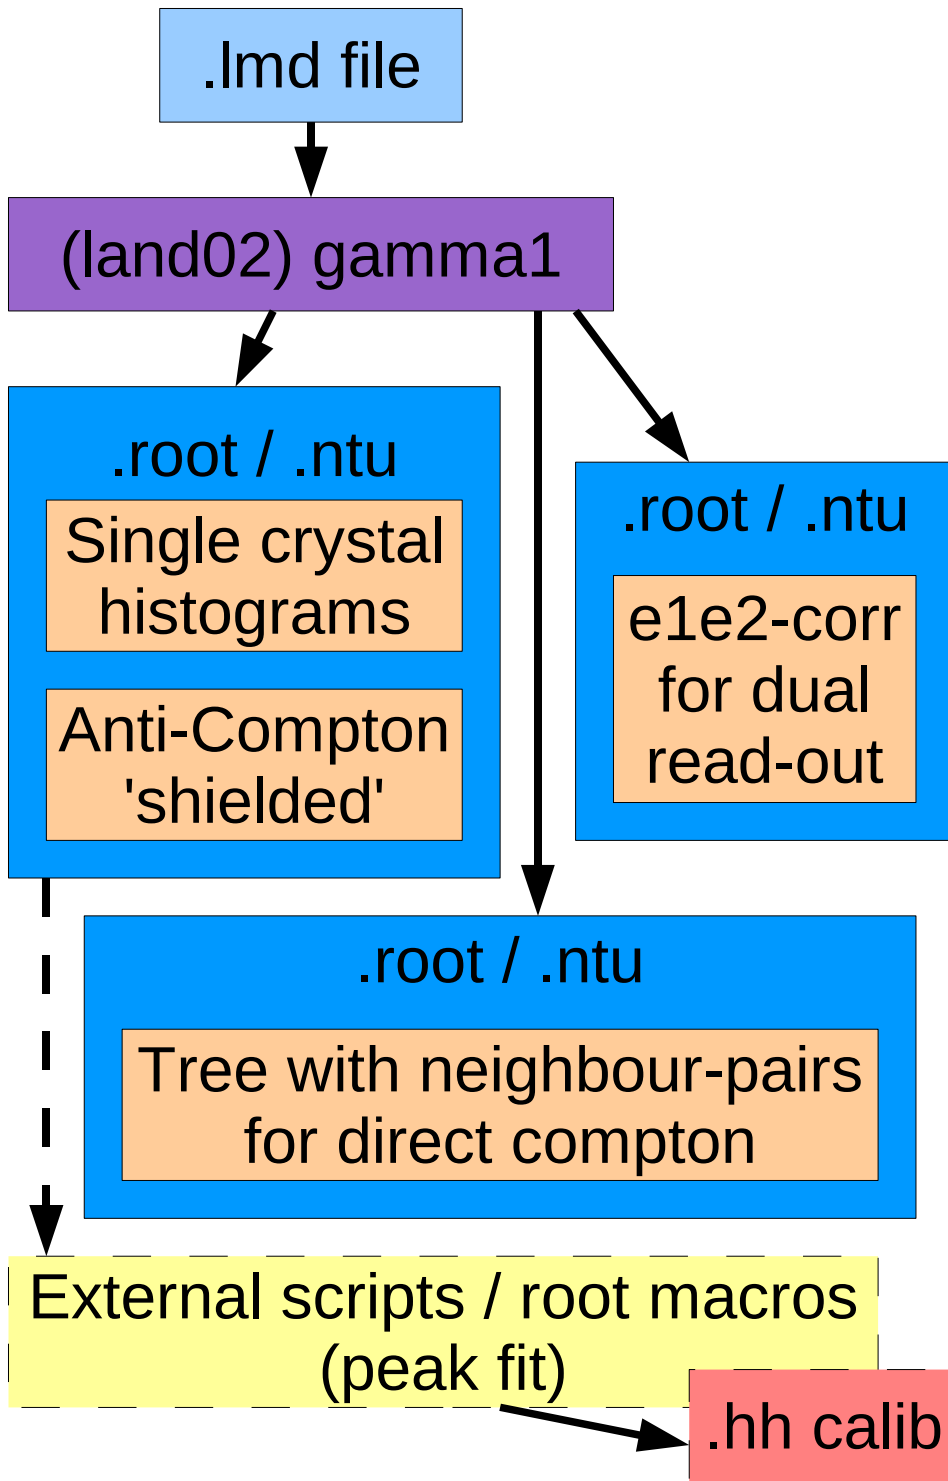 .lmd file
(land02) gamma1
.root / .ntu
Single crystal
histograms
Anti-Compton
'shielded'
.root / .ntu
e1e2-corr
for dual
read-out
.root / .ntu
Tree with neighbour-pairs
for direct compton
External scripts / root macros
(peak fit)
.hh calib